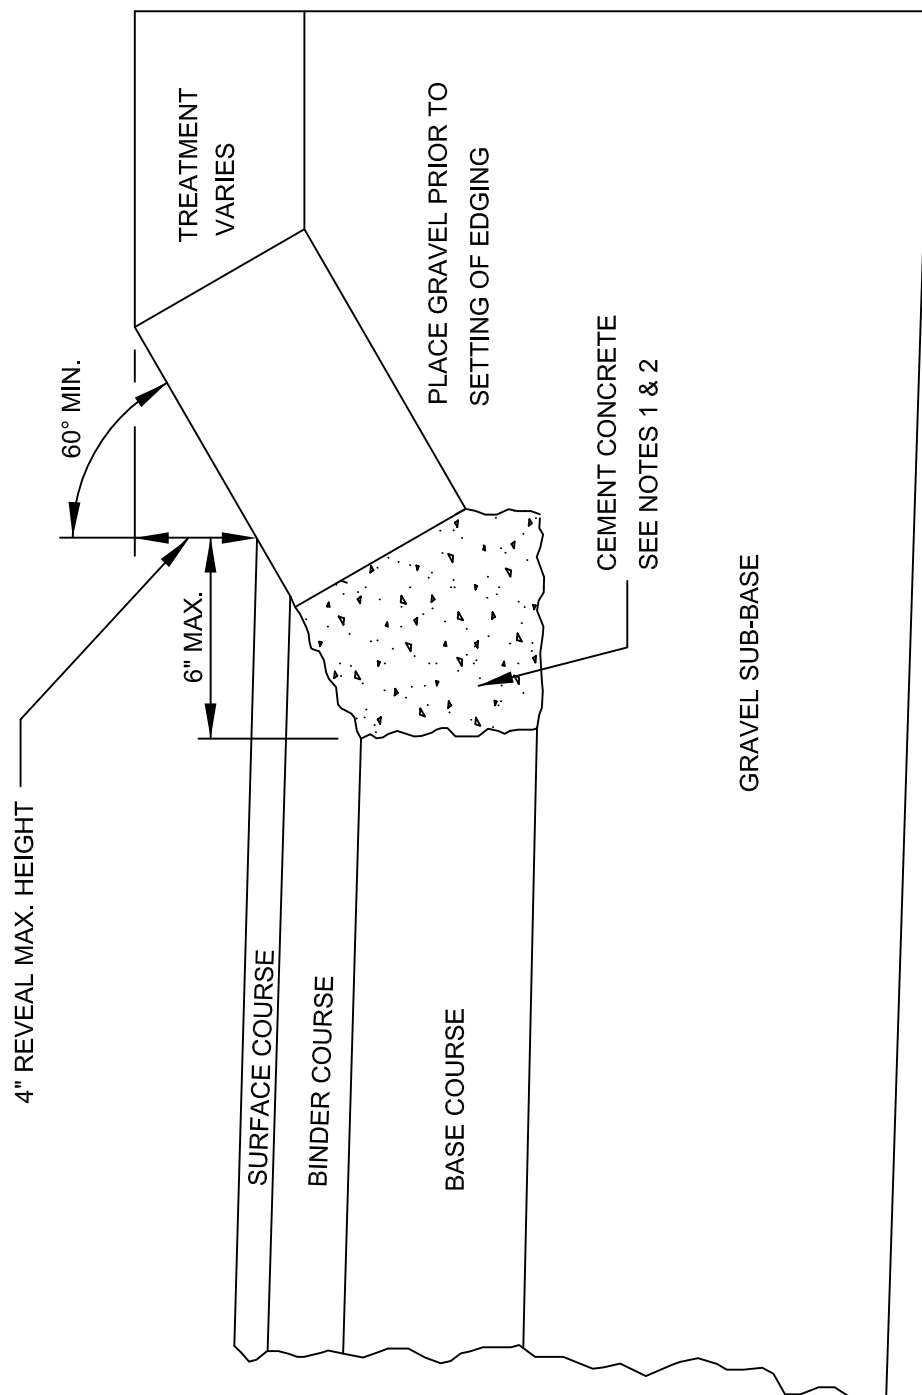 4" REVEAL MAX. HEIGHT
60° MIN.
6" MAX.
TREATMENT
VARIES
PLACE GRAVEL PRIOR TO
SETTING OF EDGING
CEMENT CONCRETE
SEE NOTES 1 & 2
SURFACE COURSE
BINDER COURSE
BASE COURSE
GRAVEL SUB-BASE